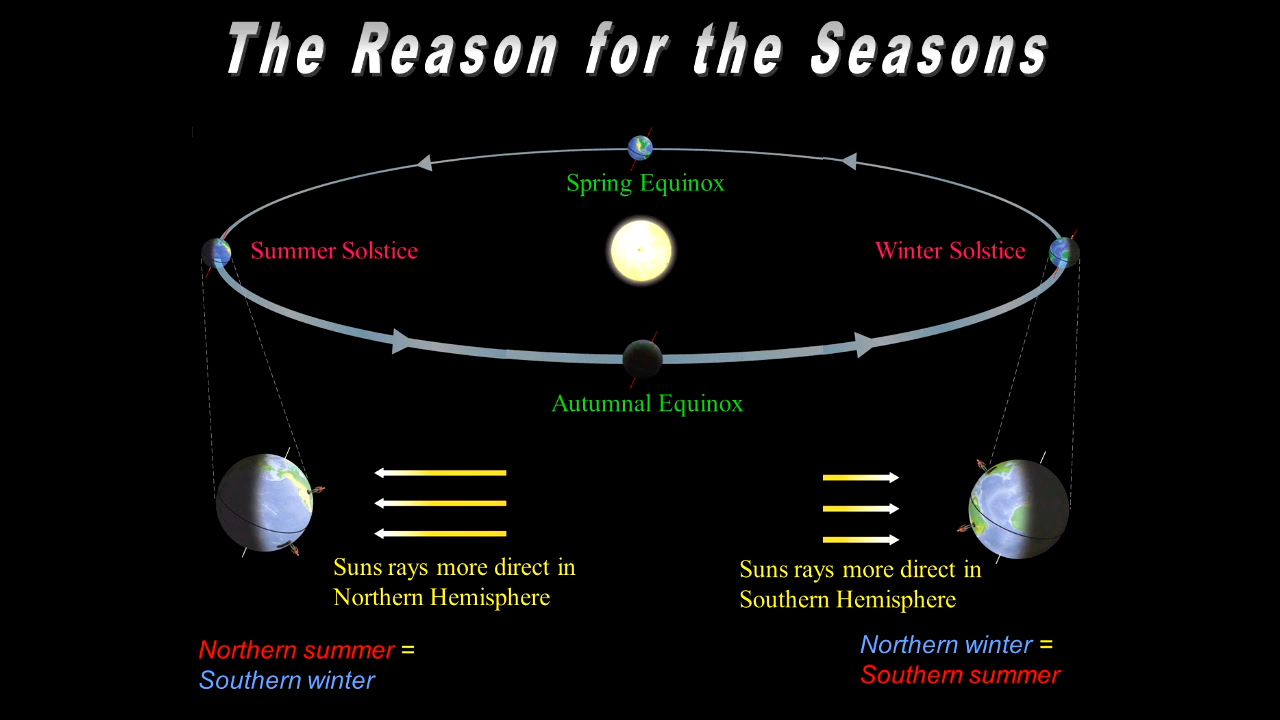 The Reason for the Seasons
Spring Equinox
Summer Solstice
Winter Solstice
Autumnal Equinox
Suns rays more direct in
Northern Hemisphere
Suns rays more direct in
Southern Hemisphere
Northern summer =
Southern winter
Northern winter =
Southern summer